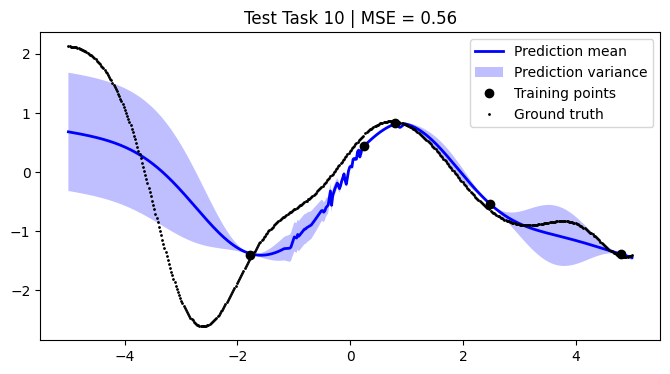 Test Task 10 | MSE = 0.56
Prediction mean
Prediction variance
Training points
Ground truth
2
1
0
−1
−2
−4
−2
0
2
4